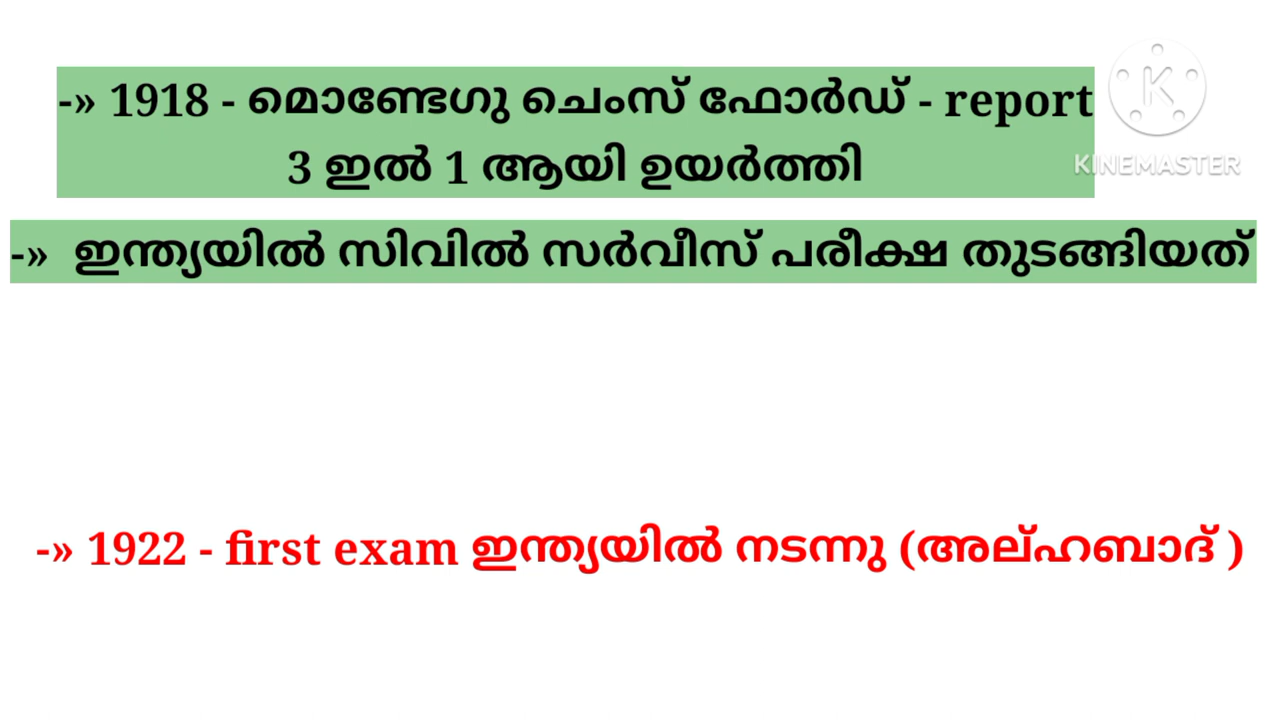 -» 1918 - മൊണ്ടേഗു ചെംസ് ഫോർഡ് - report
3 ഇൽ 1 ആയി ഉയർത്തി
KINEMASTER
-» ഇന്ത്യയിൽ സിവിൽ സർവീസ് പരീക്ഷ തുടങ്ങിയത്
-» 1922 - first exam ഇന്ത്യയിൽ നടന്നു (അല്ഹബാദ് )